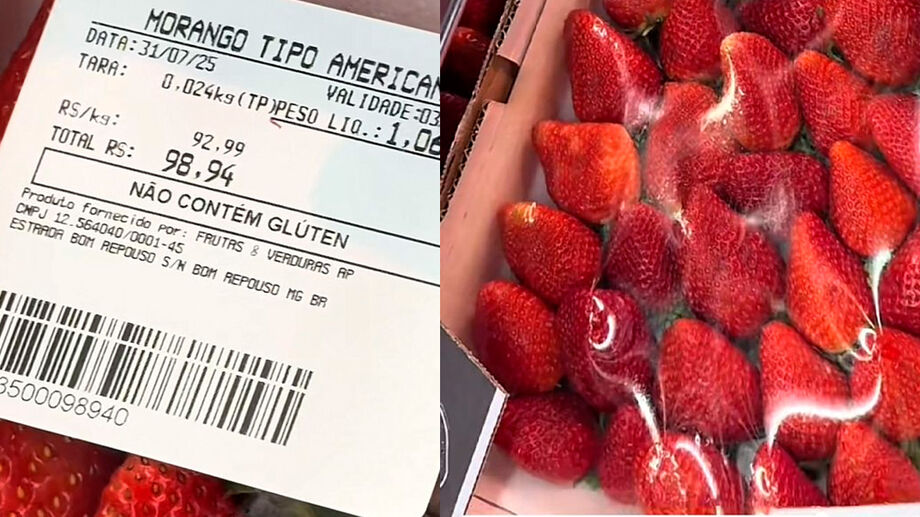 MORANGO TIPO AMERICAN
DATA:31/07/25
VALIDADE:03
TARA:
0,024kg(TP)PESO LIQ.:1,06
R$/kg:
92,99
TOTAL R$:
98,94
NÃO CONTÉM GLÚTEN
Produto fornecido por: FRUTAS & VERDURAS RP
CNPJ 12.564040/0001-45
ESTRADA BOM REPOUSO S/N BOM REPOUSO MG BR
3500098940